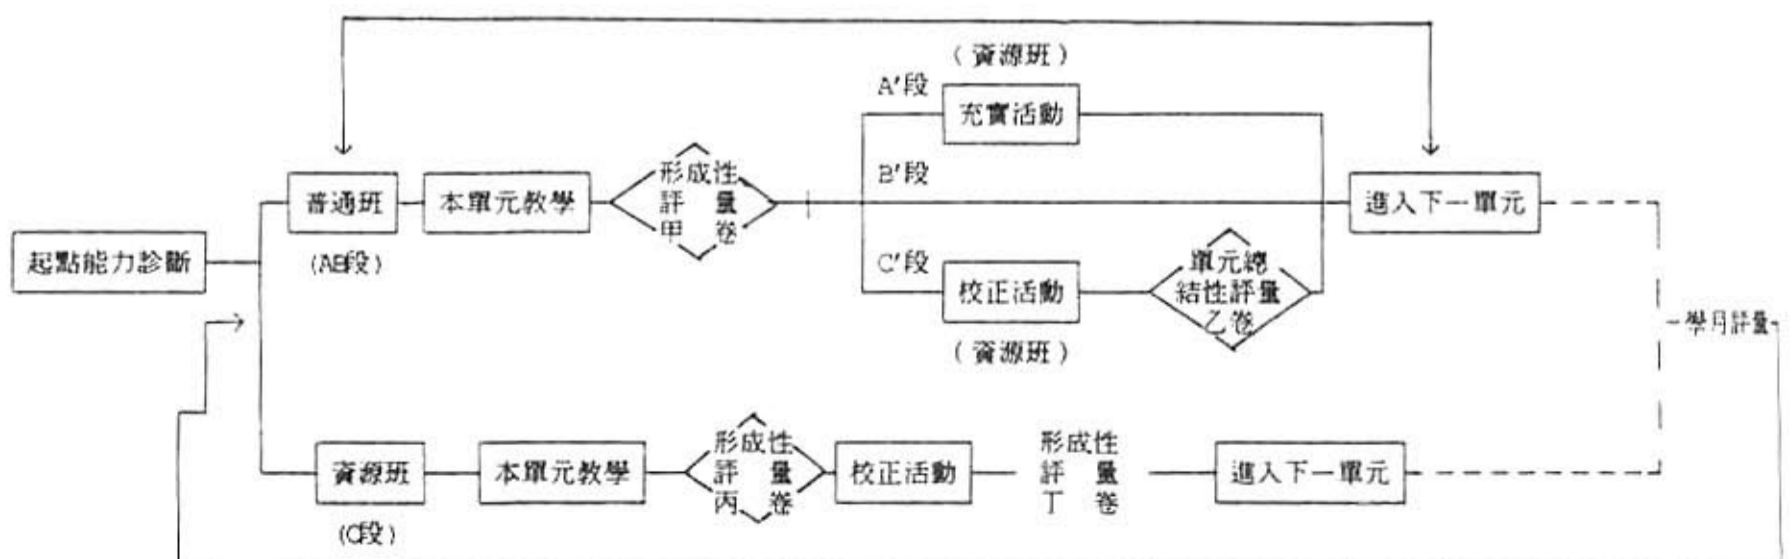 (資源班)
A'段
充實活動
形成性
評　量
甲　卷
B'段
普通班
本單元教學
進入下一單元
起點能力診斷
(AB段)
C'段
校正活動
單元總
結性評量
乙卷
學月評量
(資源班)
形成性
評　量
丙　卷
形成性
評　量
丁　卷
資源班
本單元教學
校正活動
進入下一單元
(C段)